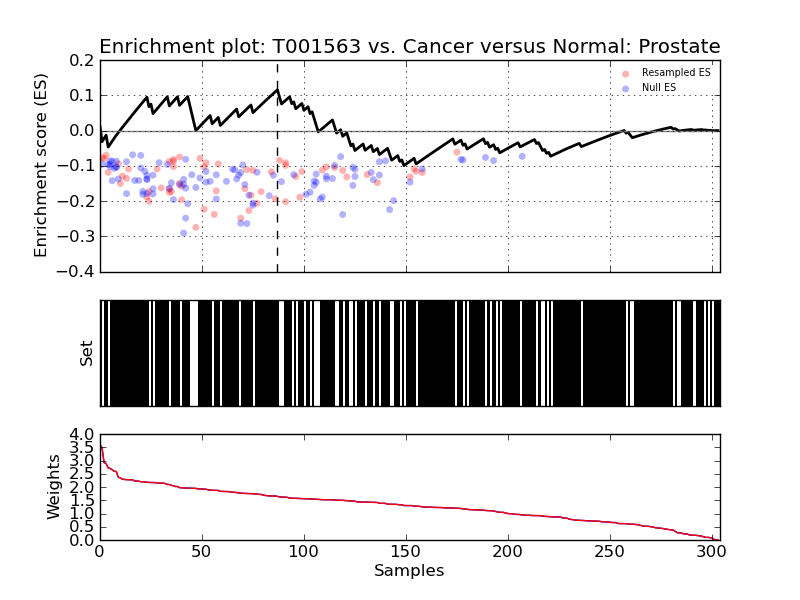 Enrichment plot: T001563 vs. Cancer versus Normal: Prostate
0.2
0.1
0.0
−0.1
−0.2
−0.3
−0.4
Enrichment score (ES)
Resampled ES
Null ES
Set
4.0
3.5
3.0
2.5
2.0
1.5
1.0
0.5
0.0
Weights
0 50 100 150 200 250 300
Samples